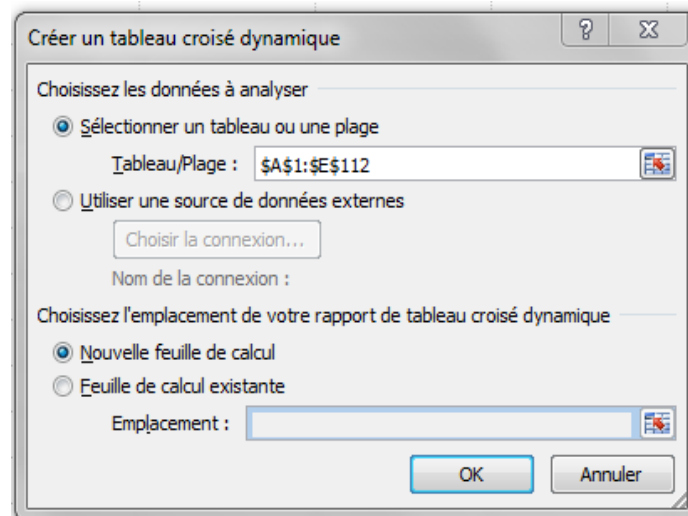 Créer un tableau croisé dynamique
Choisissez les données à analyser
Sélectionner un tableau ou une plage
Tableau/Plage : $A$1:$E$112
Utiliser une source de données externes
Choisir la connexion...
Nom de la connexion :
Choisissez l'emplacement de votre rapport de tableau croisé dynamique
Nouvelle feuille de calcul
Feuille de calcul existante
Emplacement :
OK Annuler